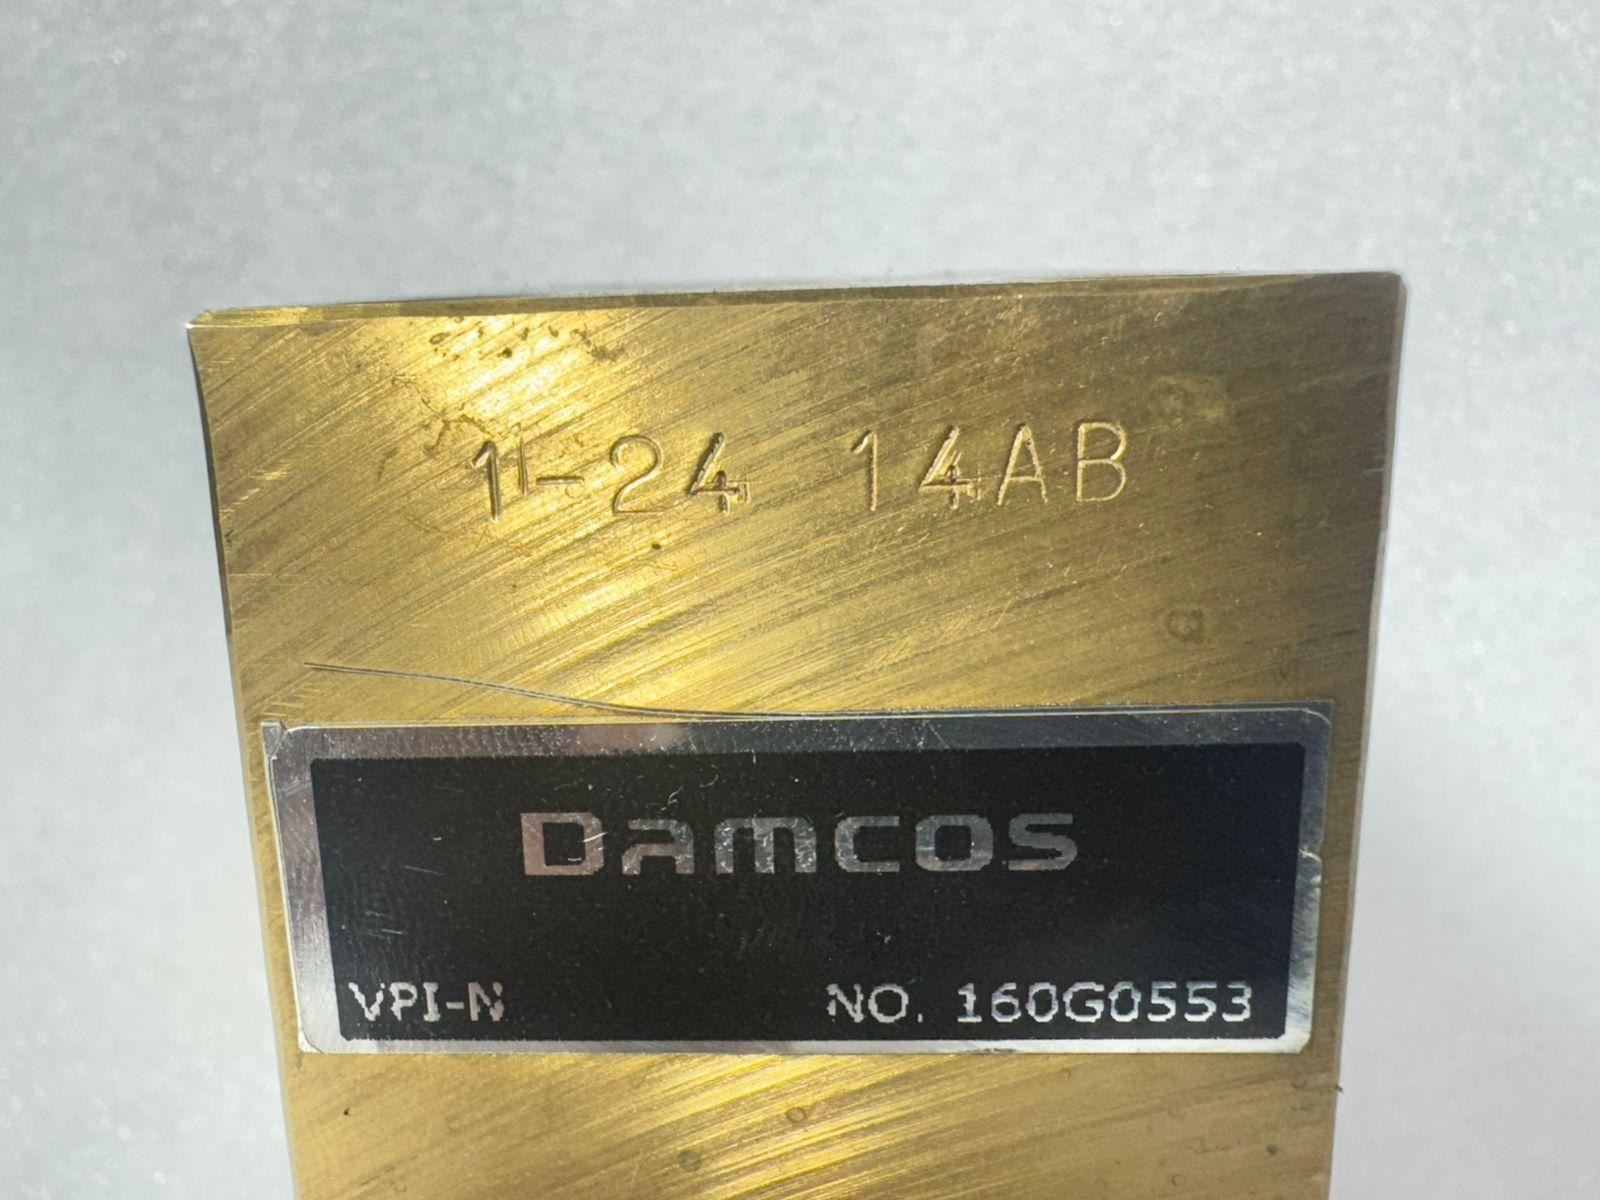 1-24 14AB
DAMCOS
VPI-N NO. 160G0553